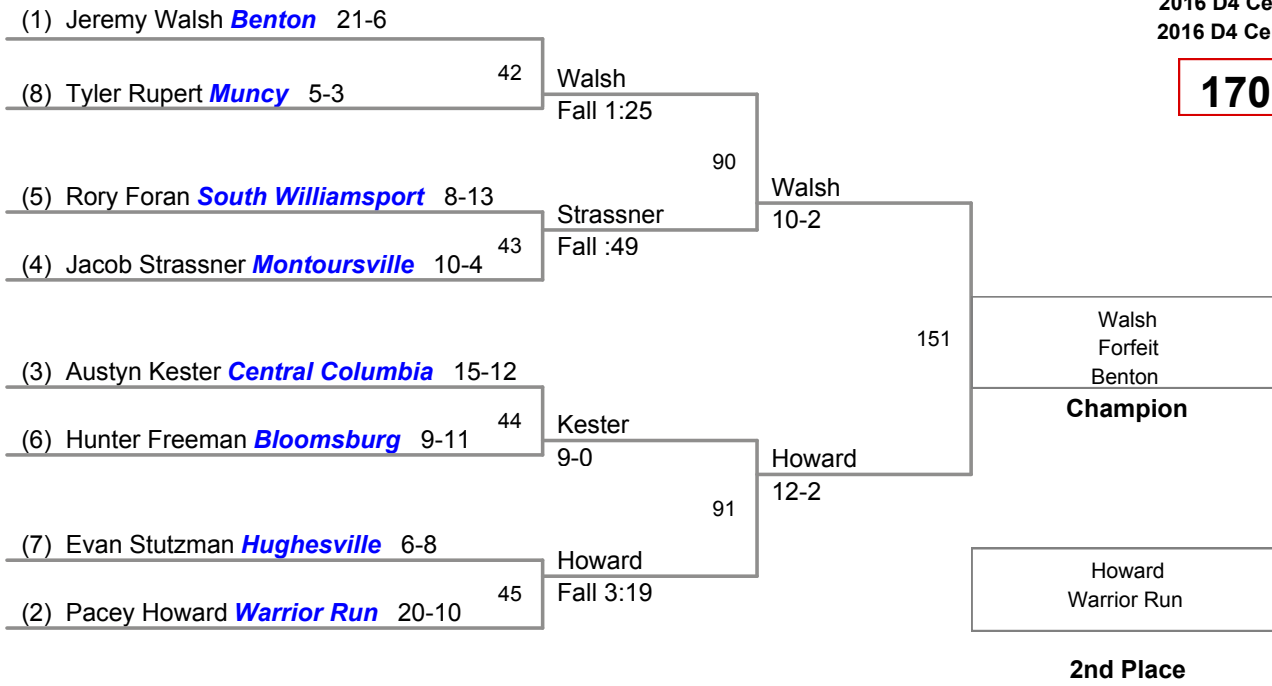 2016 D4 Ce
2016 D4 Ce
170
(1) Jeremy Walsh Benton 21-6
42
(8) Tyler Rupert Muncy 5-3
Walsh
Fall 1:25
90
(5) Rory Foran South Williamsport 8-13
43
(4) Jacob Strassner Montoursville 10-4
Strassner
Fall :49
Walsh
10-2
151
(3) Austyn Kester Central Columbia 15-12
44
(6) Hunter Freeman Bloomsburg 9-11
Kester
9-0
91
Howard
12-2
(7) Evan Stutzman Hughesville 6-8
45
(2) Pacey Howard Warrior Run 20-10
Howard
Fall 3:19
Walsh
Forfeit
Benton
Champion
Howard
Warrior Run
2nd Place